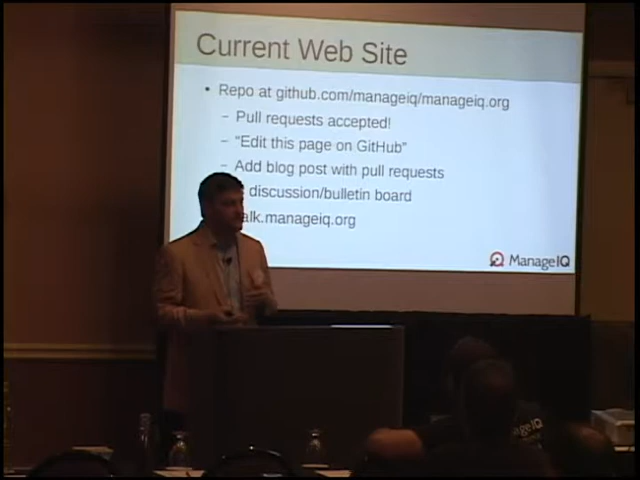 Current Web Site
• Repo at github.com/manageiq/manageiq.org
– Pull requests accepted!
– "Edit this page on GitHub"
– Add blog post with pull requests
discussion/bulletin board
alk.manageiq.org
ManageIQ
geIQ